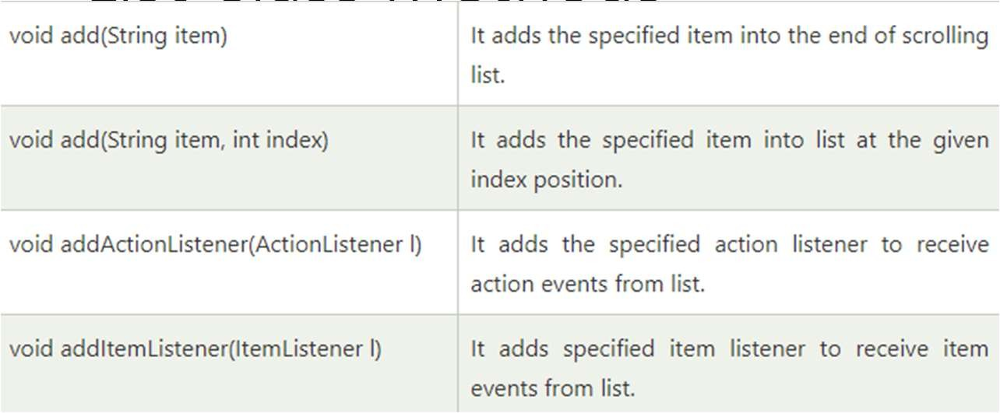 void add(String item)
It adds the specified item into the end of scrolling
list.
void add(String item, int index)
It adds the specified item into list at the given
index position.
void addActionListener(ActionListener l)
It adds the specified action listener to receive
action events from list.
void addItemListener(ItemListener l)
It adds specified item listener to receive item
events from list.